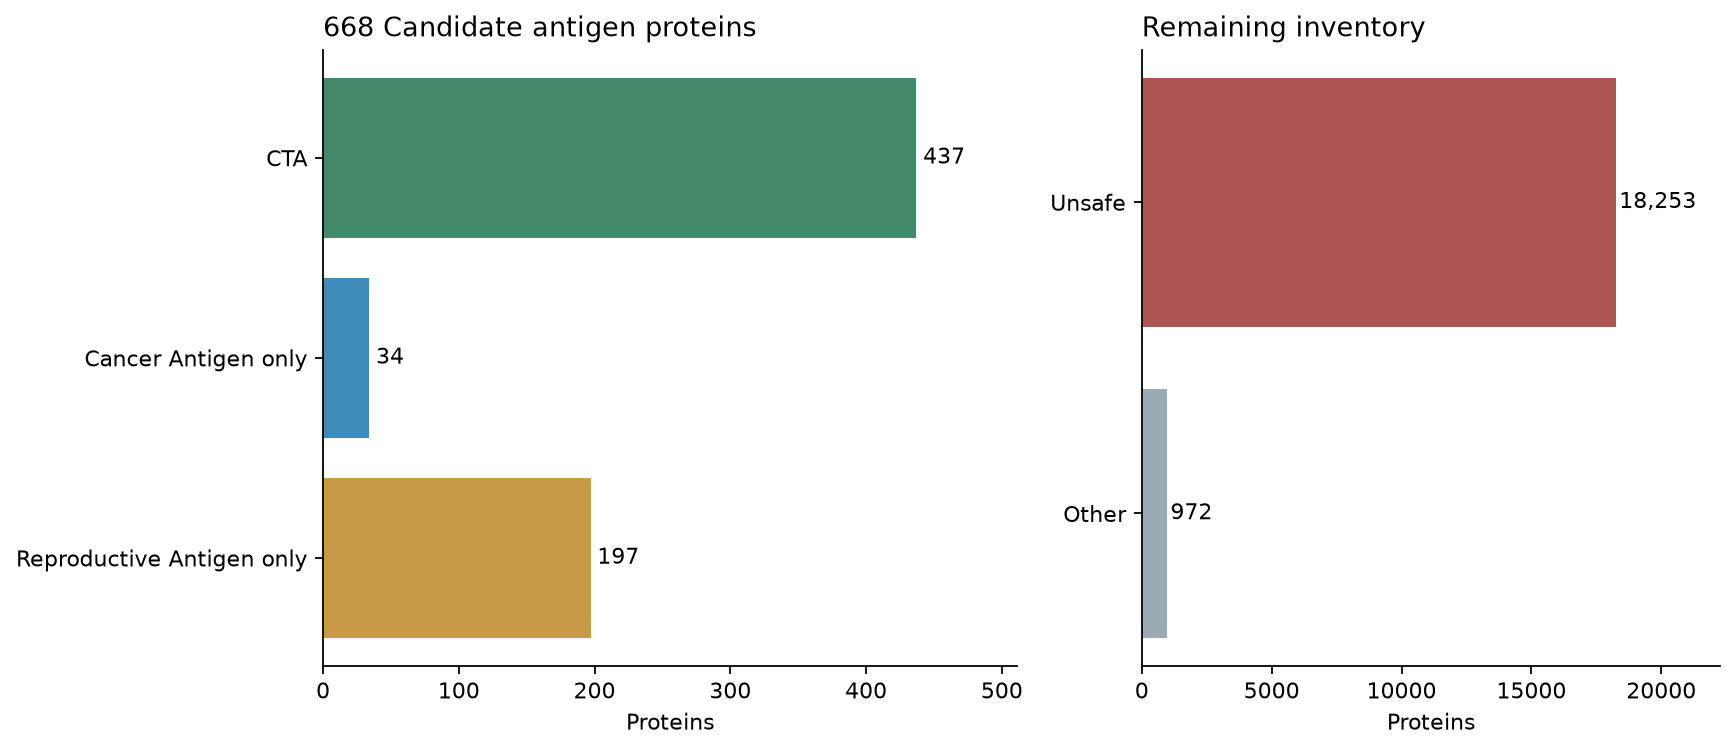 668 Candidate antigen proteins
CTA
437
Cancer Antigen only
34
Reproductive Antigen only
197
0 100 200 300 400 500
Proteins
Remaining inventory
Unsafe
18,253
Other
972
0 5000 10000 15000 20000
Proteins